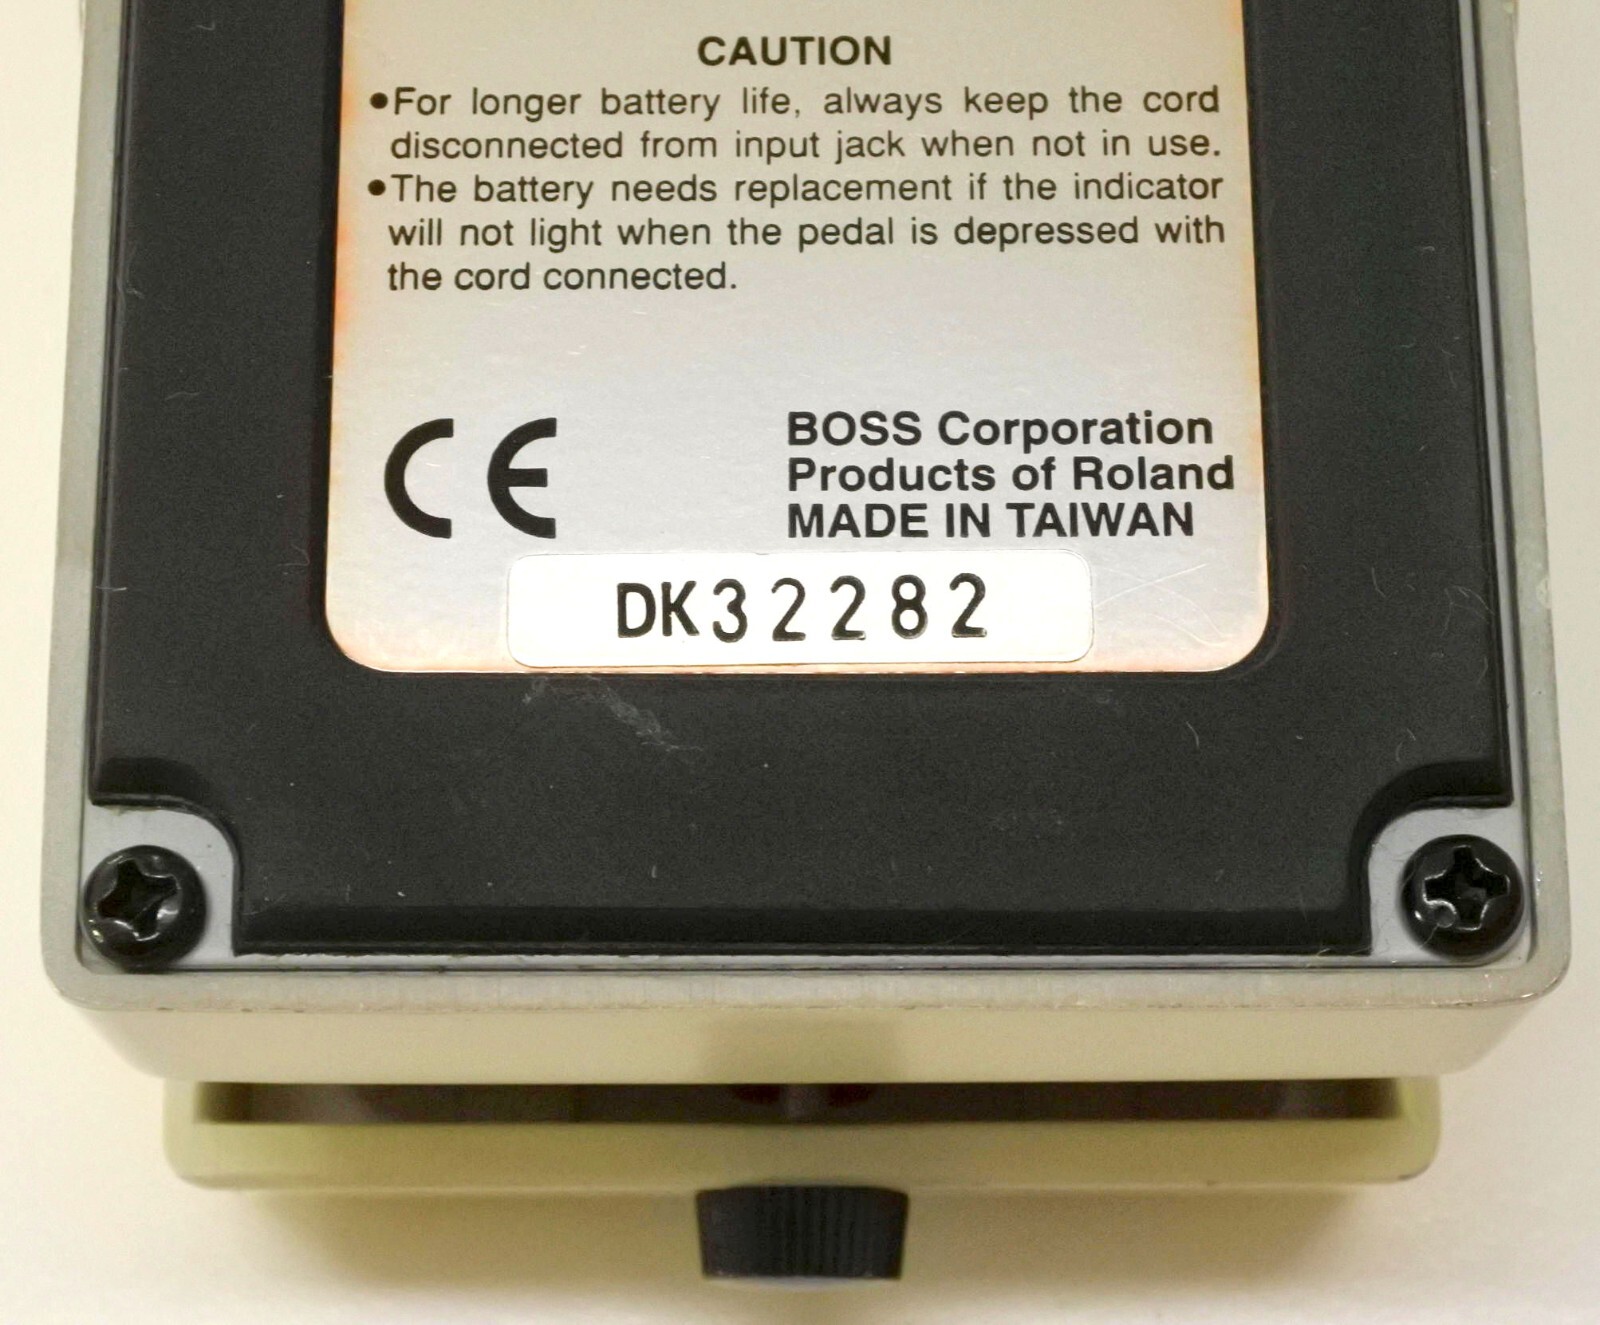 CAUTION
●For longer battery life, always keep the cord
disconnected from input jack when not in use.
●The battery needs replacement if the indicator
will not light when the pedal is depressed with
the cord connected.
CE
BOSS Corporation
Products of Roland
MADE IN TAIWAN
DK32282